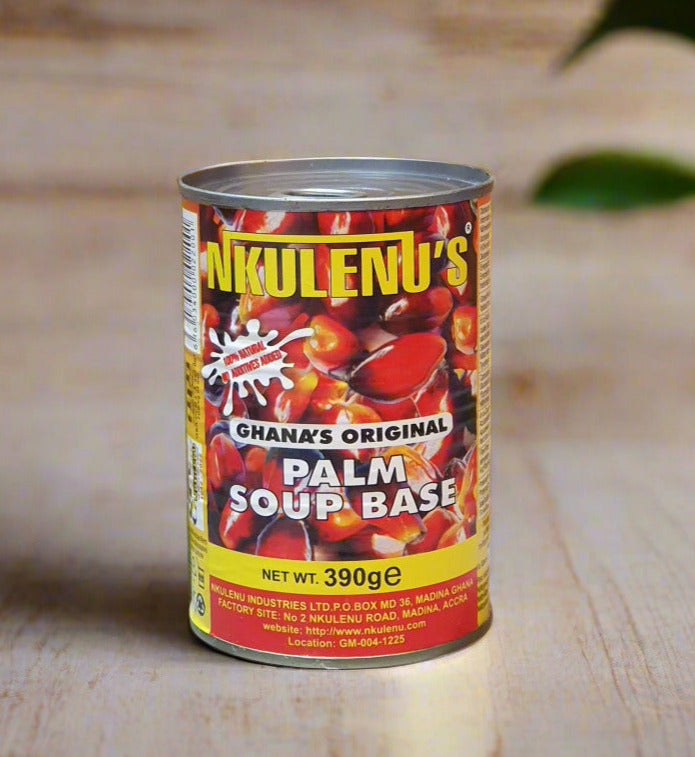 NKULENU'S®
100% NATURAL
NO ADDITIVES ADDED
GHANA'S ORIGINAL
PALM
SOUP BASE
NET WT. 390g e
NKULENU INDUSTRIES LTD.P.O.BOX MD 36, MADINA GHANA
FACTORY SITE: No 2 NKULENU ROAD, MADINA, ACCRA
website: http://www.nkulenu.com
Location: GM-004-1225